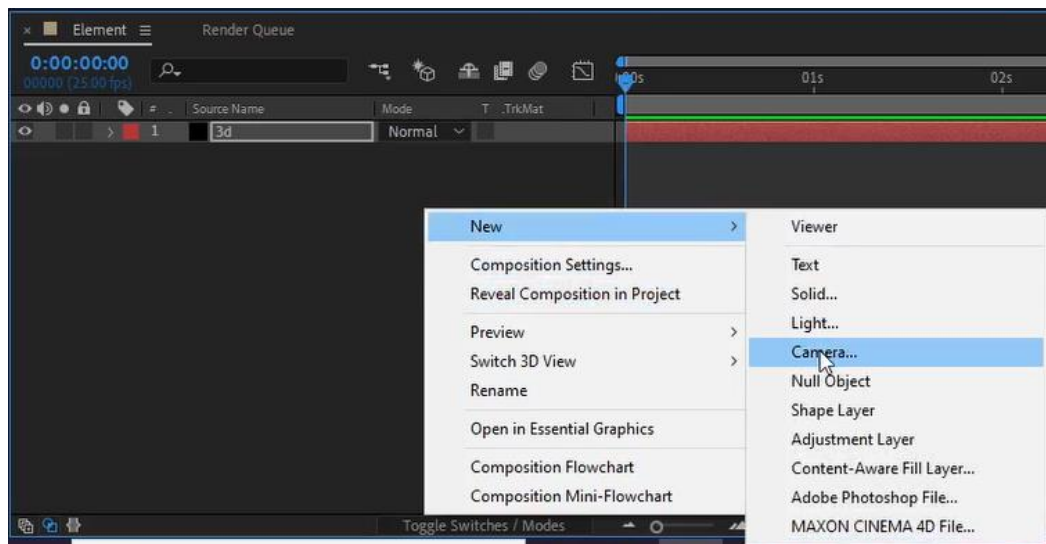 Element
Render Queue
0:00:00:00
00000 (25.00 fps)
01s
02s
# Source Name
Mode
T .TrkMat
1 3d
Normal
New
Composition Settings...
Reveal Composition in Project
Preview
Switch 3D View
Rename
Open in Essential Graphics
Composition Flowchart
Composition Mini-Flowchart
Viewer
Text
Solid...
Light...
Camera...
Null Object
Shape Layer
Adjustment Layer
Content-Aware Fill Layer...
Adobe Photoshop File...
MAXON CINEMA 4D File...
Toggle Switches / Modes